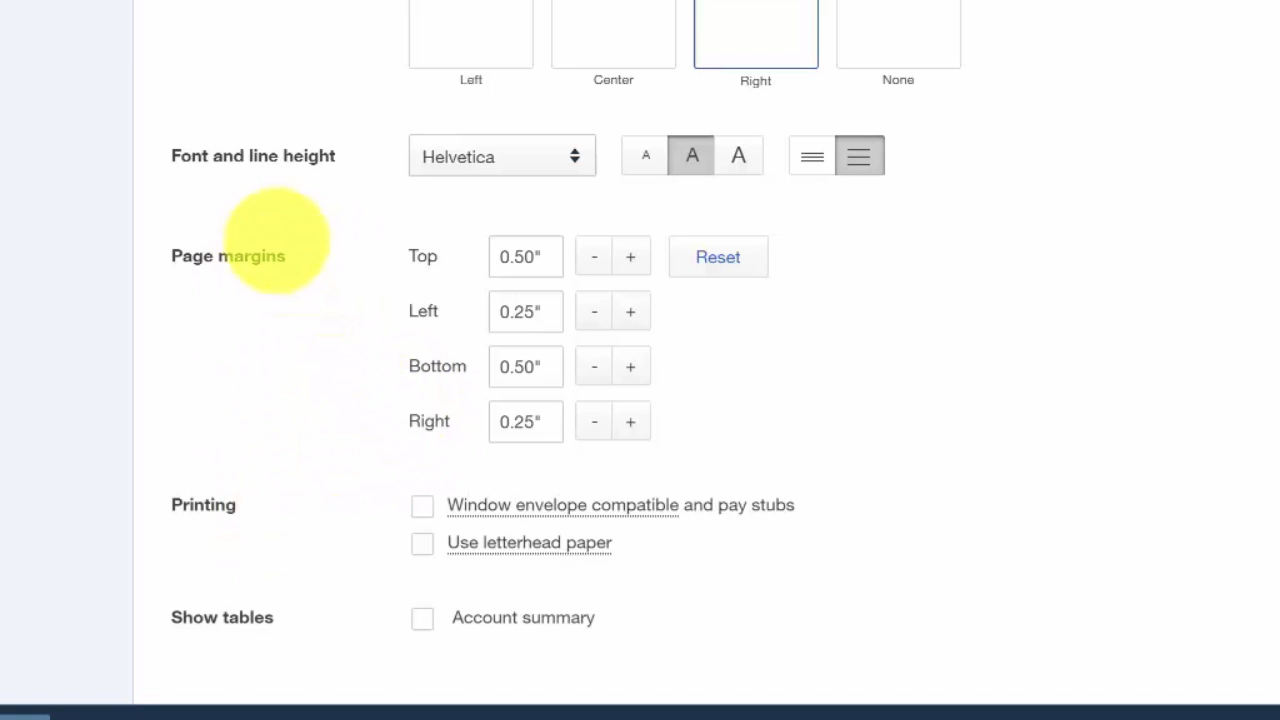 Left Center Right None
Font and line height Helvetica A A A
Page margins Top 0.50" - + Reset
Left 0.25" - +
Bottom 0.50" - +
Right 0.25" - +
Printing Window envelope compatible and pay stubs
Use letterhead paper
Show tables Account summary